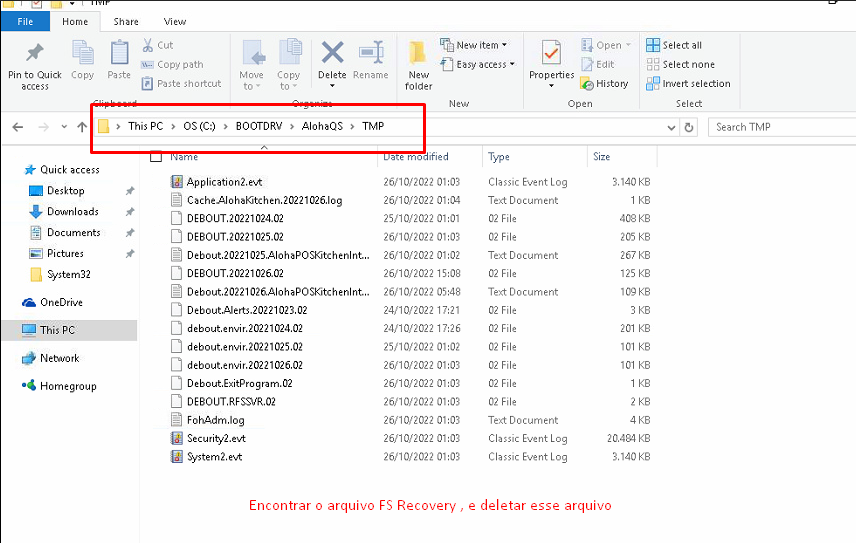 TMP
File Home Share View
Pin to Quick access
Copy
Paste
Cut
Copy path
Paste shortcut
Clipboard
Move to
Copy to
Delete
Rename
Organize
New folder
New item
Easy access
New
Properties
Open
Edit
History
Open
Select all
Select none
Invert selection
Select
This PC > OS (C:) > BOOTDRV > AlohaQS > TMP
Search TMP
Quick access
Desktop
Downloads
Documents
Pictures
System32
OneDrive
This PC
Network
Homegroup
Name Date modified Type Size
Application2.evt 26/10/2022 01:03 Classic Event Log 3.140 KB
Cache.AlohaKitchen.20221026.log 26/10/2022 01:04 Text Document 1 KB
DEBOUT.20221024.02 25/10/2022 01:01 02 File 408 KB
DEBOUT.20221025.02 26/10/2022 01:03 02 File 205 KB
Debout.20221025.AlohaPOSKitchenInt... 26/10/2022 01:02 Text Document 267 KB
DEBOUT.20221026.02 26/10/2022 15:08 02 File 125 KB
Debout.20221026.AlohaPOSKitchenInt... 26/10/2022 05:48 Text Document 109 KB
Debout.Alerts.20221023.02 24/10/2022 17:21 02 File 3 KB
debout.envir.20221024.02 24/10/2022 17:26 02 File 201 KB
debout.envir.20221025.02 25/10/2022 01:02 02 File 101 KB
debout.envir.20221026.02 26/10/2022 01:03 02 File 101 KB
Debout.ExitProgram.02 26/10/2022 01:03 02 File 1 KB
DEBOUT.RFSSVR.02 26/10/2022 01:03 02 File 2 KB
FohAdm.log 26/10/2022 01:03 Text Document 4 KB
Security2.evt 26/10/2022 01:03 Classic Event Log 20.484 KB
System2.evt 26/10/2022 01:03 Classic Event Log 3.140 KB
Encontrar o arquivo FS Recovery , e deletar esse arquivo